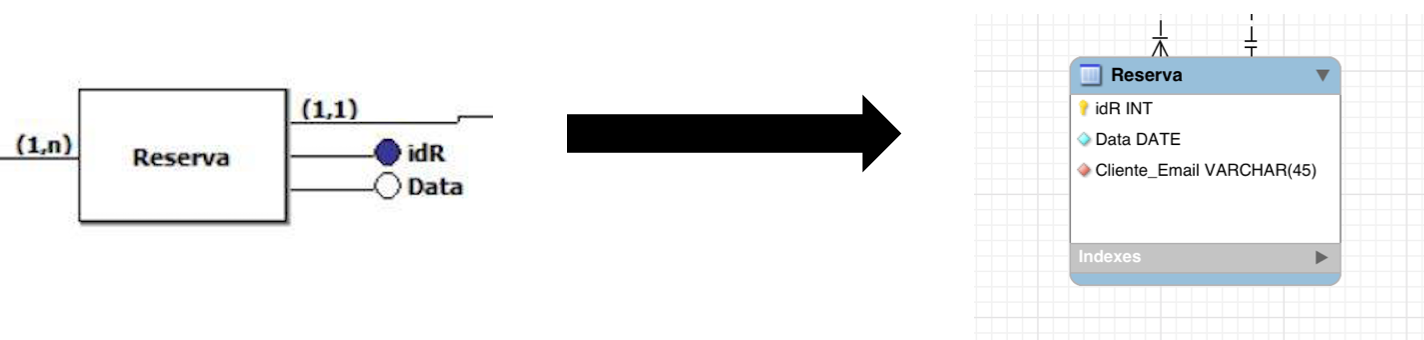 (1,n)
Reserva
(1,1)
idR
Data
Reserva
idR INT
Data DATE
Cliente_Email VARCHAR(45)
Indexes